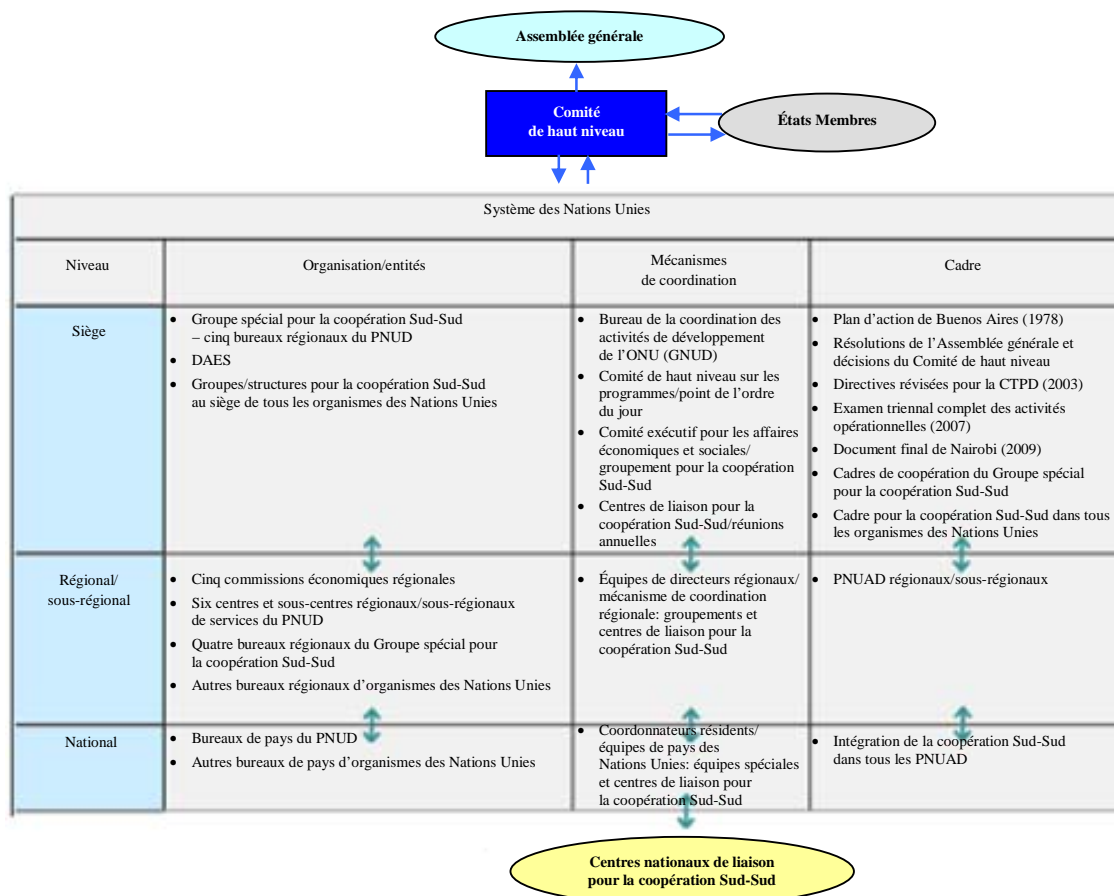 Assemblée générale
Comité
de haut niveau
États Membres
Système des Nations Unies
Niveau
Organisation/entités
Mécanismes
de coordination
Cadre
Siège
• Groupe spécial pour la coopération Sud-Sud
– cinq bureaux régionaux du PNUD
• DAES
• Groupes/structures pour la coopération Sud-Sud
au siège de tous les organismes des Nations Unies
• Bureau de la coordination des
activités de développement
de l'ONU (GNUD)
• Comité de haut niveau sur les
programmes/point de l'ordre
du jour
• Comité exécutif pour les affaires
économiques et sociales/
groupement pour la coopération
Sud-Sud
• Centres de liaison pour la
coopération Sud-Sud/réunions
annuelles
• Plan d'action de Buenos Aires (1978)
• Résolutions de l'Assemblée générale et
décisions du Comité de haut niveau
• Directives révisées pour la CTPD (2003)
• Examen triennal complet des activités
opérationnelles (2007)
• Document final de Nairobi (2009)
• Cadres de coopération du Groupe spécial
pour la coopération Sud-Sud
• Cadre pour la coopération Sud-Sud dans tous
les organismes des Nations Unies
Régional/
sous-régional
• Cinq commissions économiques régionales
• Six centres et sous-centres régionaux/sous-régionaux
de services du PNUD
• Quatre bureaux régionaux du Groupe spécial pour
la coopération Sud-Sud
• Autres bureaux régionaux d'organismes des Nations Unies
• Équipes de directeurs régionaux/
mécanisme de coordination
régionale: groupements et
centres de liaison pour la
coopération Sud-Sud
• PNUAD régionaux/sous-régionaux
National
• Bureaux de pays du PNUD
• Autres bureaux de pays d'organismes des Nations Unies
• Coordonnateurs résidents/
équipes de pays des
Nations Unies: équipes spéciales
et centres de liaison pour
la coopération Sud-Sud
• Intégration de la coopération Sud-Sud
dans tous les PNUAD
Centres nationaux de liaison
pour la coopération Sud-Sud